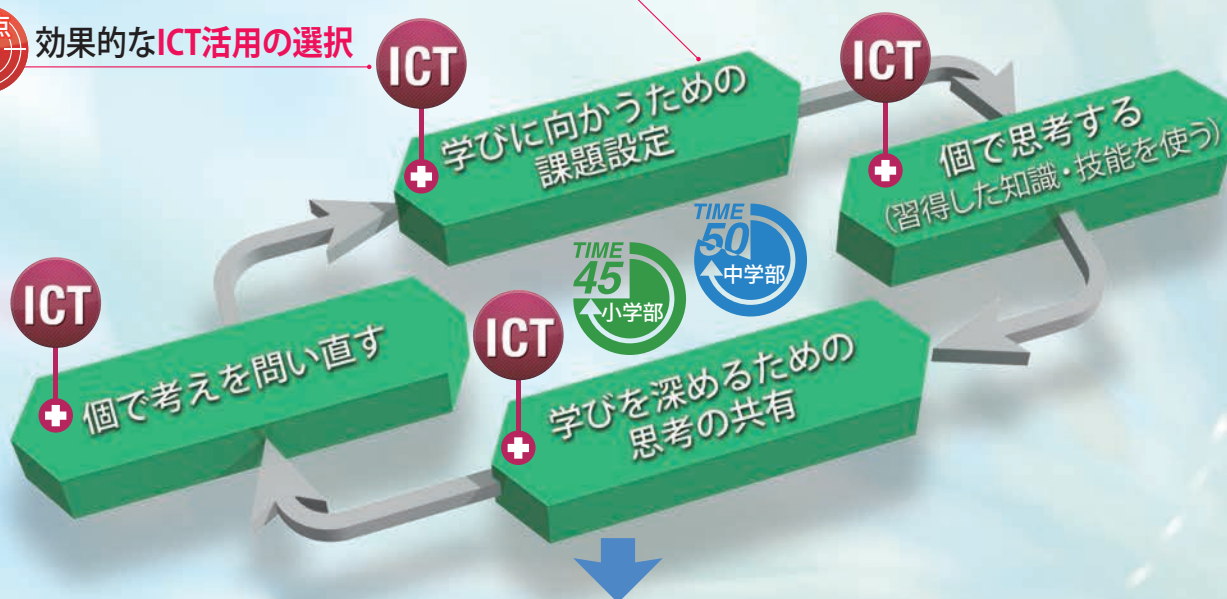 点
効果的なICT活用の選択
ICT
学びに向かうための
課題設定
ICT
個で思考する
(習得した知識・技能を使う)
TIME
45
小学部
TIME
50
中学部
ICT
個で考えを問い直す
ICT
学びを深めるための
思考の共有